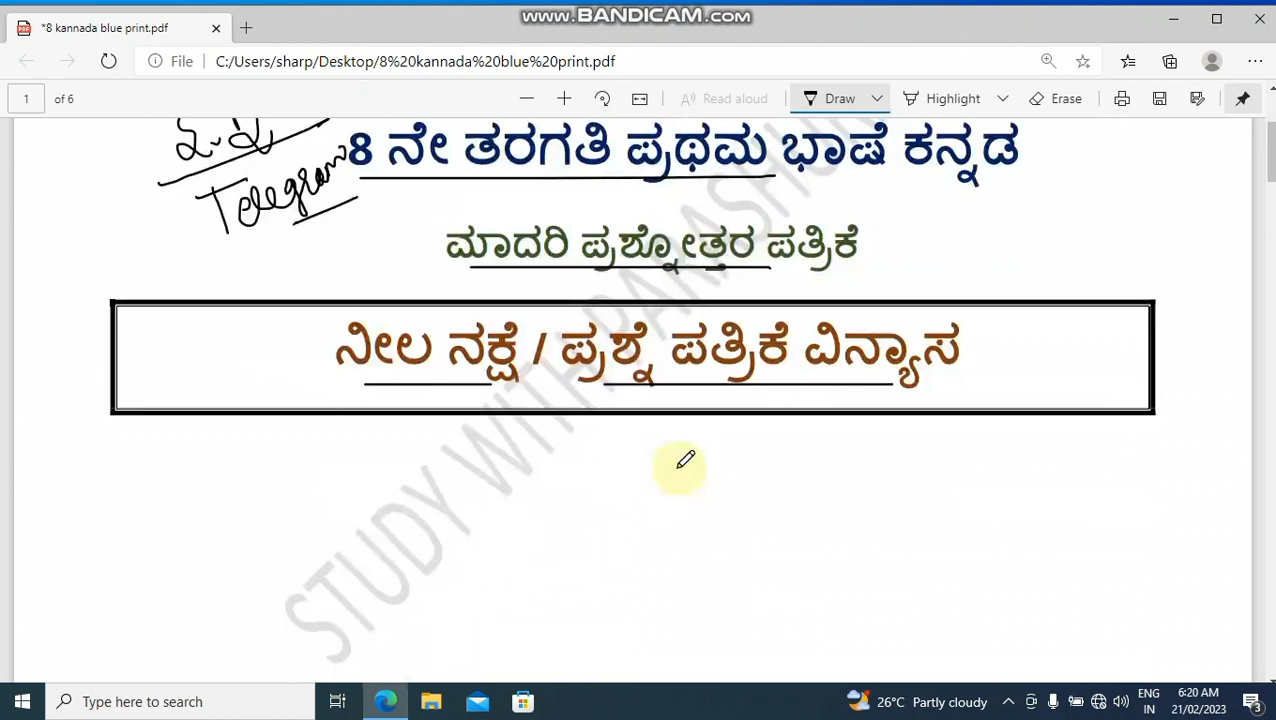 www.BANDICAM.com
*8 kannada blue print.pdf
File
C:/Users/sharp/Desktop/8%20kannada%20blue%20print.pdf
1 of 6
Read aloud
Draw
Highlight
Erase
8 ನೇ ತರಗತಿ ಪ್ರಥಮ ಭಾಷೆ ಕನ್ನಡ
Telegram
ಮಾದರಿ ಪ್ರಶ್ನೋತ್ತರ ಪತ್ರಿಕೆ
ನೀಲ ನಕ್ಷೆ / ಪ್ರಶ್ನೆ ಪತ್ರಿಕೆ ವಿನ್ಯಾಸ
STUDY WITH PARASHU
Type here to search
26°C Partly cloudy
ENG
IN
6:20 AM
21/02/2023
3